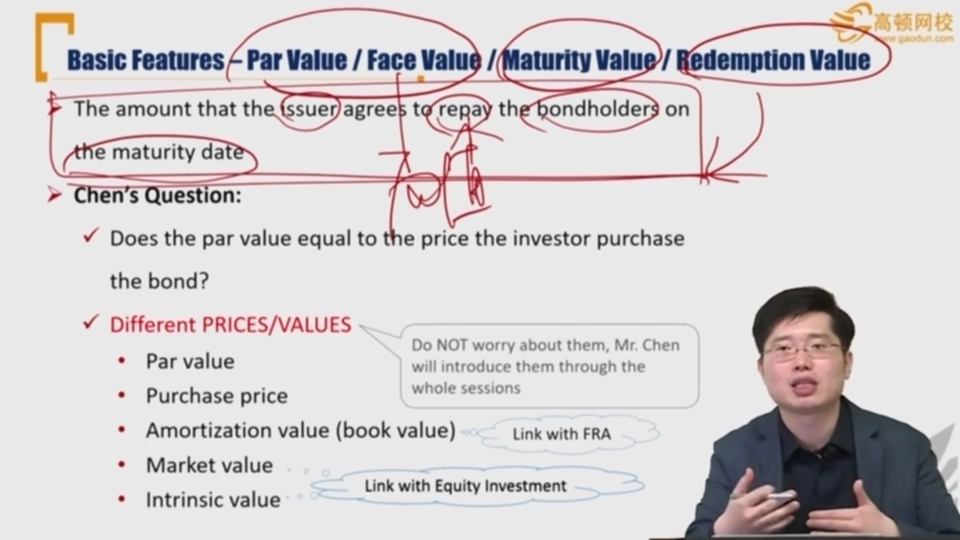 高顿网校
www.gaodun.com
Basic Features – Par Value / Face Value / Maturity Value / Redemption Value
The amount that the issuer agrees to repay the bondholders on
the maturity date
Chen's Question:
Does the par value equal to the price the investor purchase
the bond?
Different PRICES/VALUES
Do NOT worry about them, Mr. Chen
will introduce them through the
whole sessions
Par value
Purchase price
Amortization value (book value)
Link with FRA
Market value
Link with Equity Investment
Intrinsic value